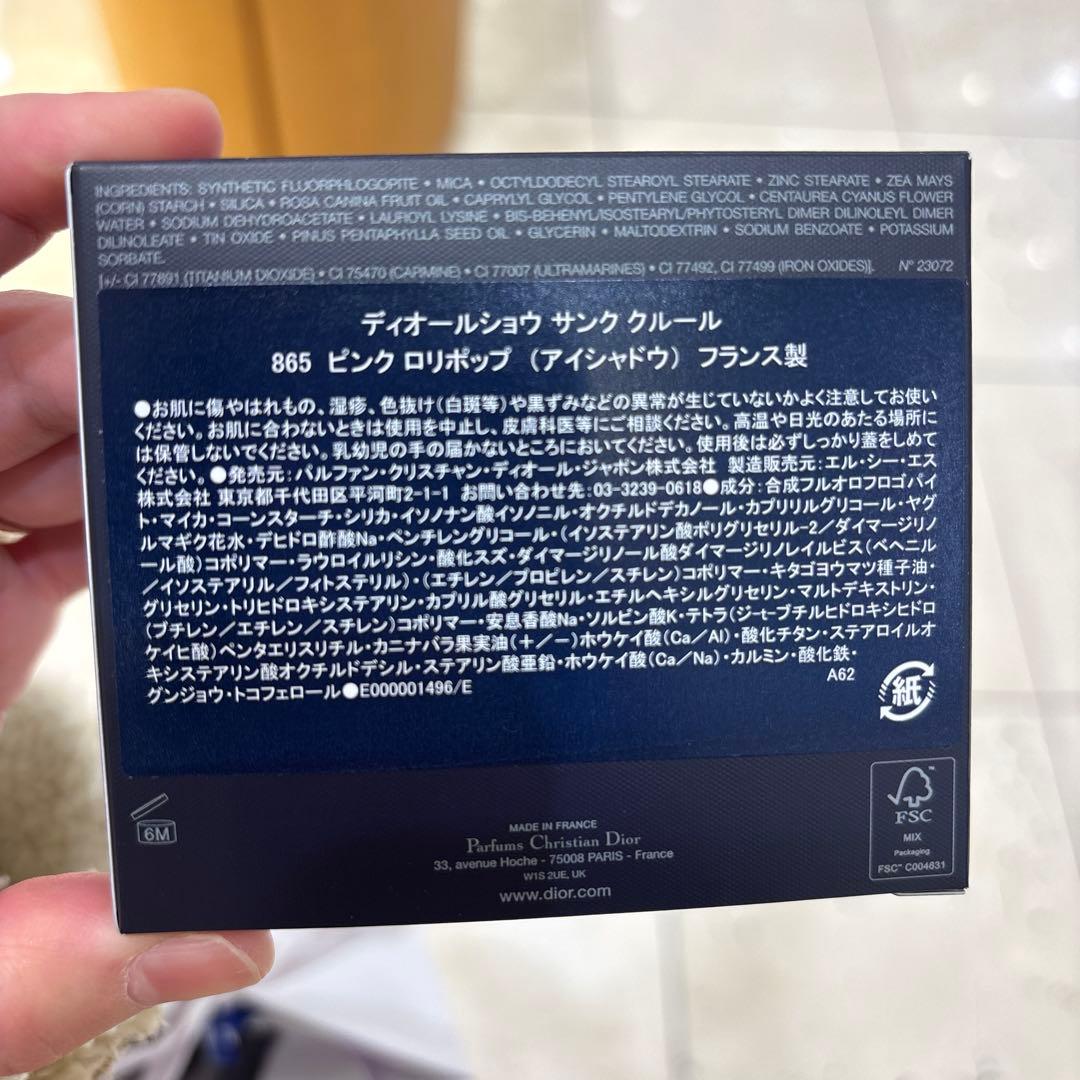 INGREDIENTS: SYNTHETIC FLUORPHLOGOPITE • MICA • OCTYLDODECYL STEAROYL STEARATE • ZINC STEARATE • ZEA MAYS
(CORN) STARCH • SILICA • ROSA CANINA FRUIT OIL • CAPRYLYL GLYCOL • PENTYLENE GLYCOL • CENTAUREA CYANUS FLOWER
WATER • SODIUM DEHYDROACETATE • LAUROYL LYSINE • BIS-BEHENYL/ISOSTEARYL/PHYTOSTERYL DIMER DILINOLEYL DIMER
DILINOLEATE • TIN OXIDE • PINUS PENTAPHYLLA SEED OIL • GLYCERIN • MALTODEXTRIN • SODIUM BENZOATE • POTASSIUM
SORBATE.
[+/- CI 77891 (TITANIUM DIOXIDE) • CI 75470 (CARMINE) • CI 77007 (ULTRAMARINES) • CI 77492, CI 77499 (IRON OXIDES)]. N° 23072
ディオールショウ サンク クルール
865 ピンク ロリポップ （アイシャドウ） フランス製
●お肌に傷やはれもの、湿疹、色抜け(白斑等)や黒ずみなどの異常が生じていないかよく注意してお使い
ください。お肌に合わないときは使用を中止し、皮膚科医等にご相談ください。高温や日光のあたる場所に
は保管しないでください。乳幼児の手の届かないところにおいてください。使用後は必ずしっかり蓋をしめて
ください。●発売元：パルファン・クリスチャン・ディオール・ジャポン株式会社 製造販売元：エル・シー・エス
株式会社 東京都千代田区平河町2-1-1 お問い合わせ先：03-3239-0618●成分：合成フルオロフロゴパイ
ト・マイカ・コーンスターチ・シリカ・イソノナン酸イソノニル・オクチルドデカノール・カプリリルグリコール・ヤグ
ルマギク花水・デヒドロ酢酸Na・ペンチレングリコール・(イソステアリン酸ポリグリセリル-2／ダイマージリノ
ール酸)コポリマー・ラウロイルリシン・酸化スズ・ダイマージリノール酸ダイマージリノレイルビス(ベヘニル
／イソステアリル／フィトステリル)・(エチレン／プロピレン／スチレン)コポリマー・キタゴヨウマツ種子油・
グリセリン・トリヒドロキシステアリン・カプリル酸グリセリル・エチルヘキシルグリセリン・マルトデキストリン・
(ブチレン／エチレン／スチレン)コポリマー・安息香酸Na・ソルビン酸K・テトラ(ジ-t-ブチルヒドロキシヒドロ
ケイヒ酸)ペンタエリスリチル・カニナバラ果実油(＋／－)ホウケイ酸(Ca／Al)・酸化チタン・ステアロイルオ
キシステアリン酸オクチルドデシル・ステアリン酸亜鉛・ホウケイ酸(Ca／Na)・カルミン・酸化鉄・
グンジョウ・トコフェロール●E000001496/E
A62
紙
6M
MADE IN FRANCE
Parfums Christian Dior
33, avenue Hoche - 75008 PARIS - France
W1S 2UE, UK
www.dior.com
FSC
MIX
Packaging
FSC™ C004631